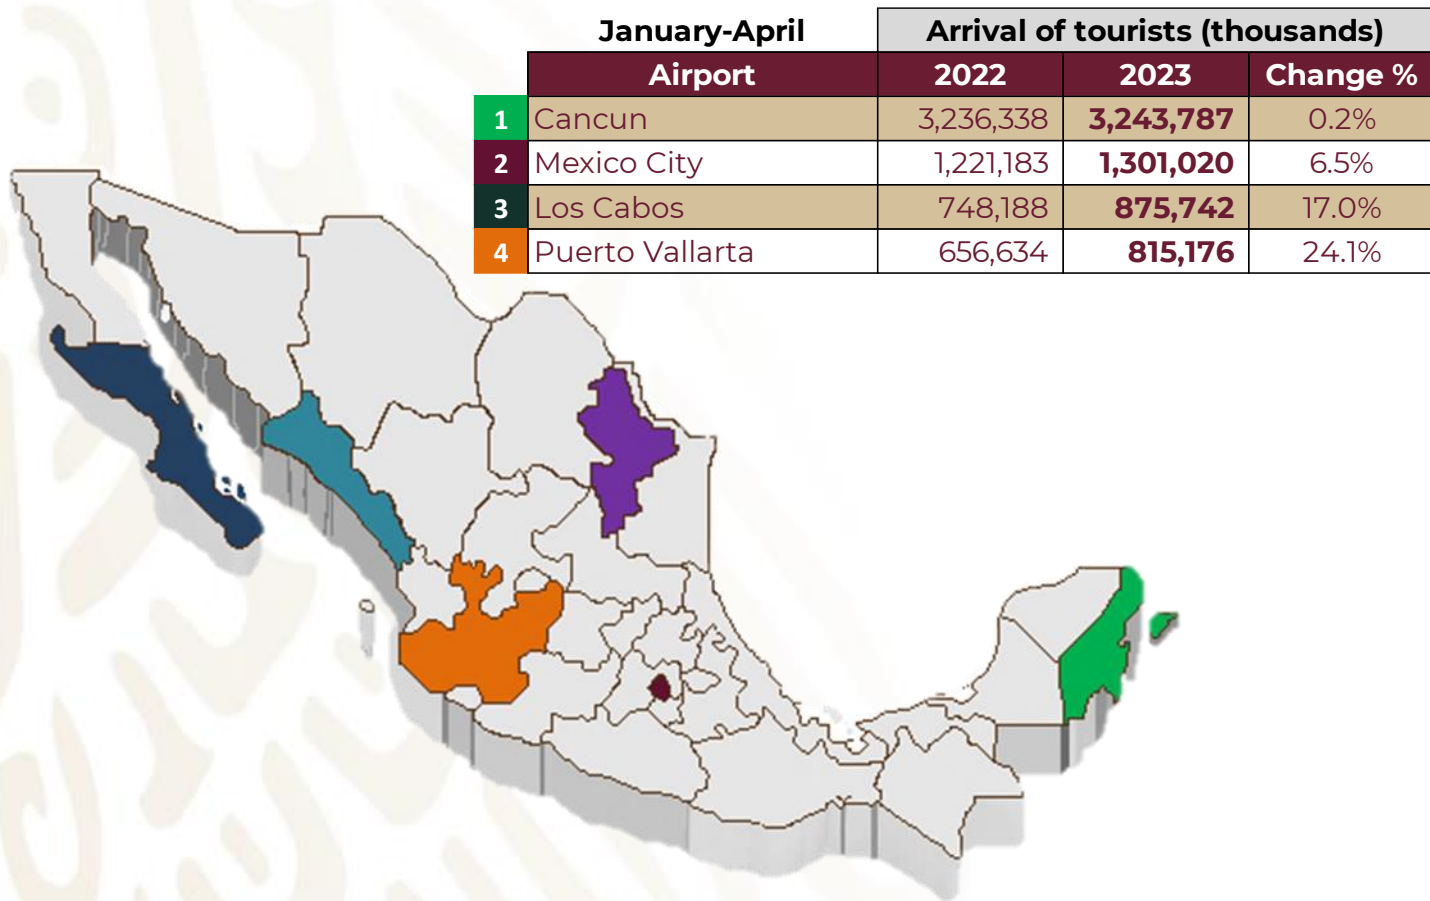 January-April Arrival of tourists (thousands)
Airport 2022 2023 Change %
1 Cancun 3,236,338 3,243,787 0.2%
2 Mexico City 1,221,183 1,301,020 6.5%
3 Los Cabos 748,188 875,742 17.0%
4 Puerto Vallarta 656,634 815,176 24.1%